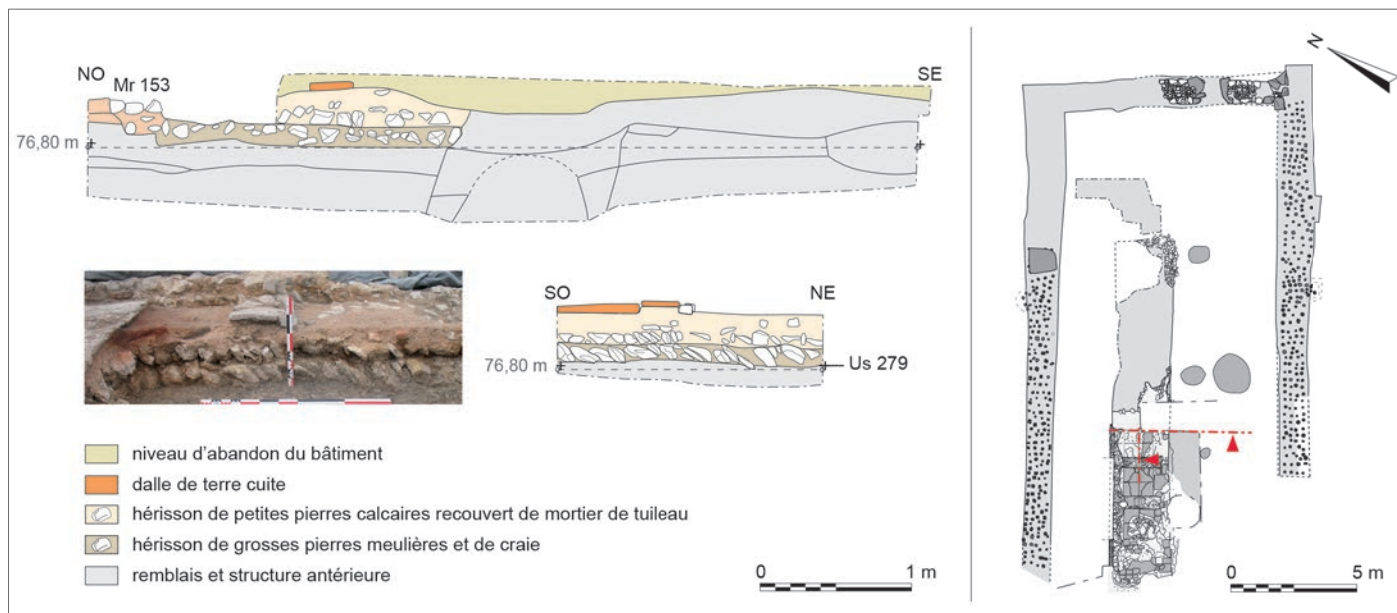 NO
Mr 153
SE
76,80 m
SO
NE
76,80 m
Us 279
niveau d'abandon du bâtiment
dalle de terre cuite
hérisson de petites pierres calcaires recouvert de mortier de tuileau
hérisson de grosses pierres meulières et de craie
remblais et structure antérieure
0 1 m
N
0 5 m